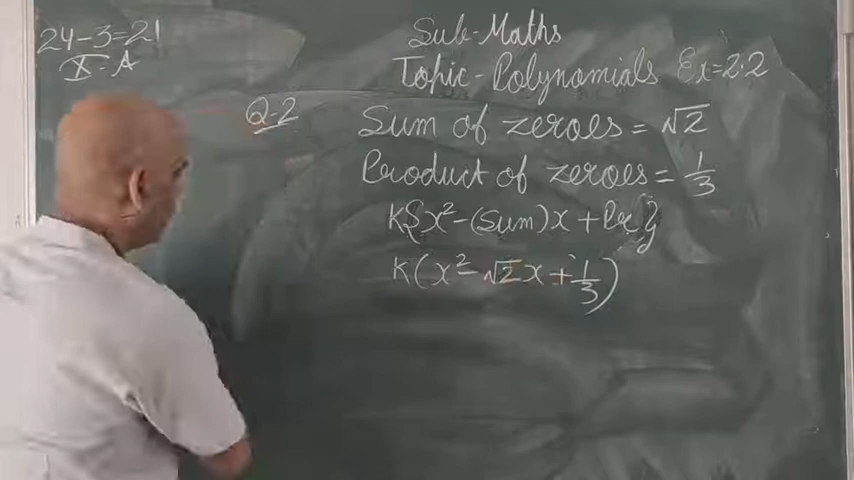 24-3=21
X-A
Sub-Maths
Topic-Polynomials Ex=2.2
Q-2
Sum of zeroes = √2
Product of zeroes = 1/3
K{x²-(Sum)x+Px}
K(x²-√2x+1/3)